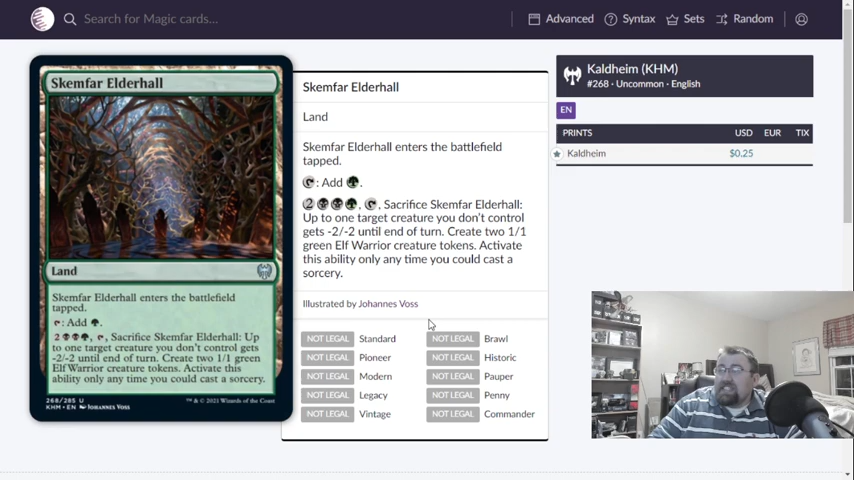 Search for Magic cards...
Advanced
Syntax
Sets
Random
Skemfar Elderhall
Land
Skemfar Elderhall enters the battlefield
tapped.
: Add .
2, , Sacrifice Skemfar Elderhall: Up
to one target creature you don't control gets
-2/-2 until end of turn. Create two 1/1 green
Elf Warrior creature tokens. Activate this
ability only any time you could cast a sorcery.
268/285 U
KHM • EN JOHANNES VOSS
™ & © 2021 Wizards of the Coast
Skemfar Elderhall
Land
Skemfar Elderhall enters the battlefield
tapped.
: Add .
2, , Sacrifice Skemfar Elderhall:
Up to one target creature you don't control
gets -2/-2 until end of turn. Create two 1/1
green Elf Warrior creature tokens. Activate
this ability only any time you could cast a
sorcery.
Illustrated by Johannes Voss
NOT LEGAL Standard NOT LEGAL Brawl
NOT LEGAL Pioneer NOT LEGAL Historic
NOT LEGAL Modern NOT LEGAL Pauper
NOT LEGAL Legacy NOT LEGAL Penny
NOT LEGAL Vintage NOT LEGAL Commander
Kaldheim (KHM)
#268 · Uncommon · English
EN
PRINTS USD EUR TIX
Kaldheim $0.25